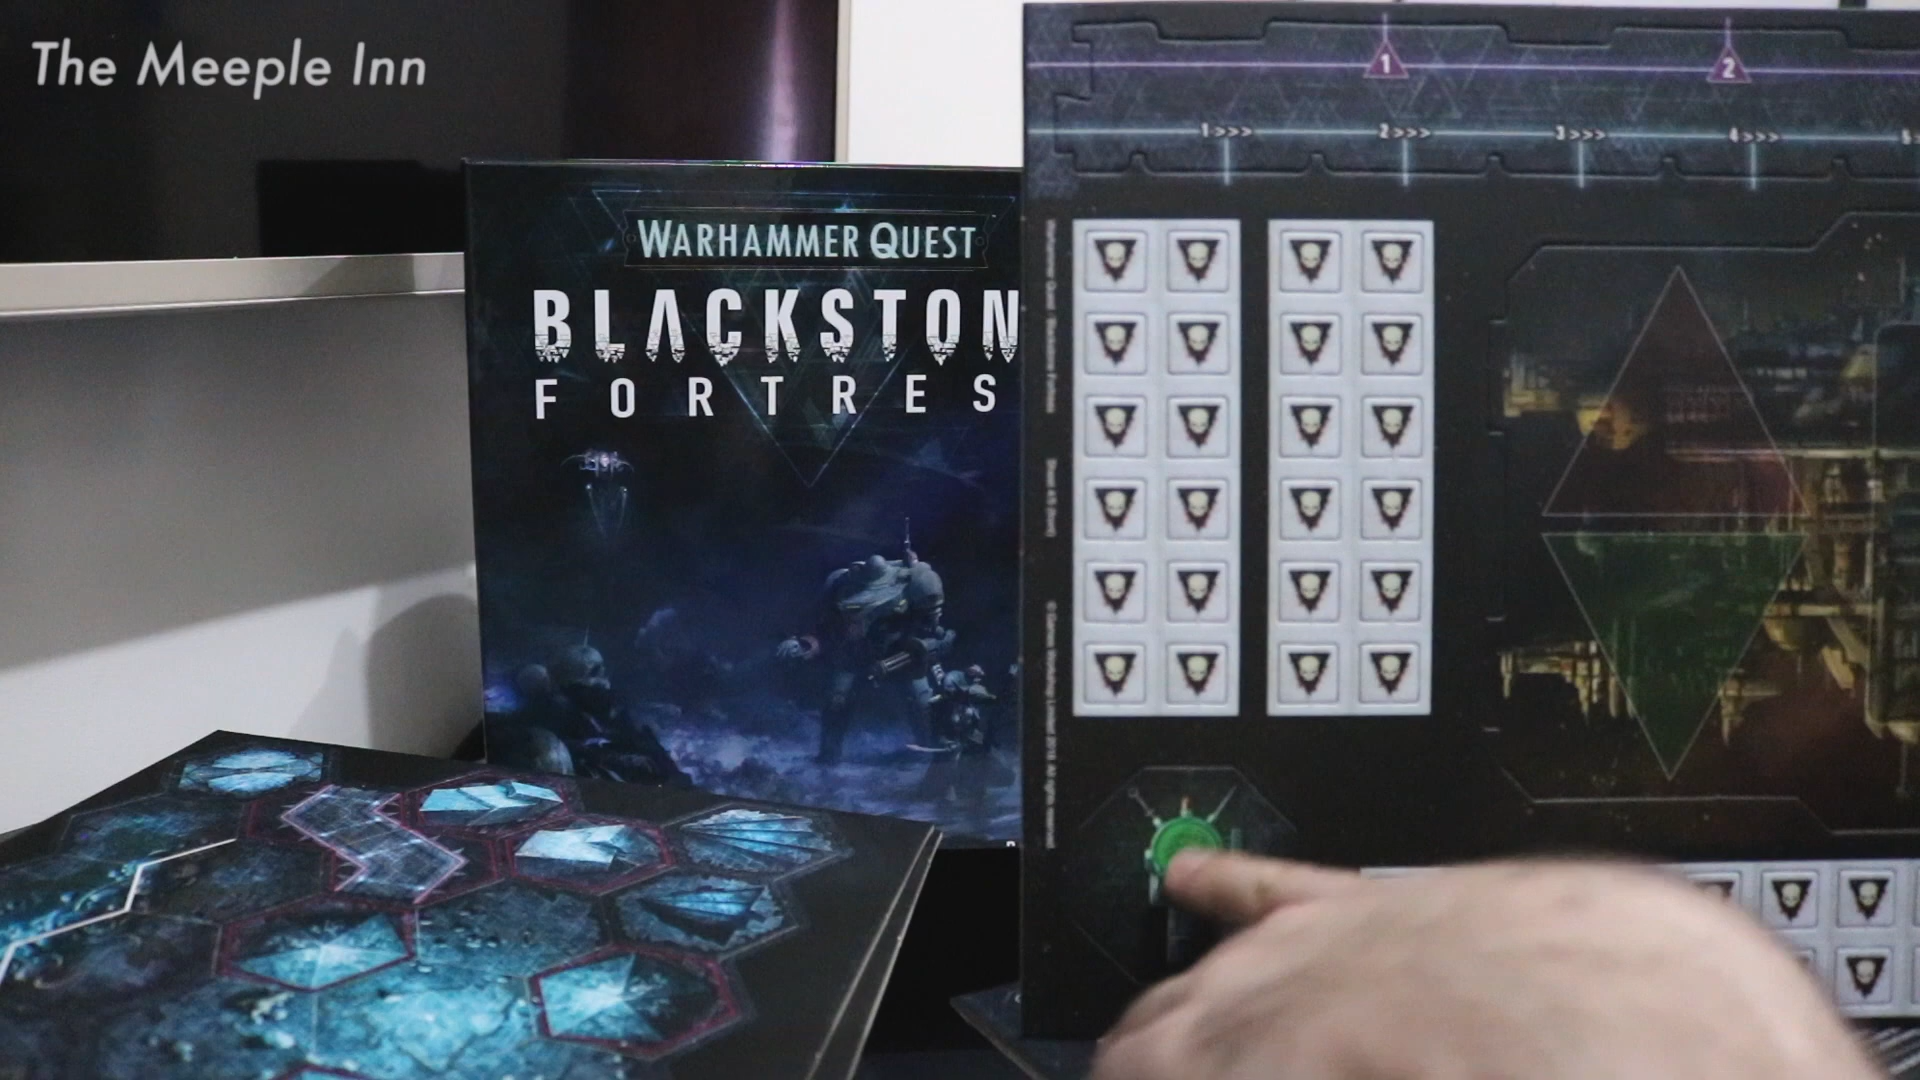 The Meeple Inn
WARHAMMER QUEST
BLACKSTON
FORTRES
1
2
1>>>
2>>>
3>>>
4>>>